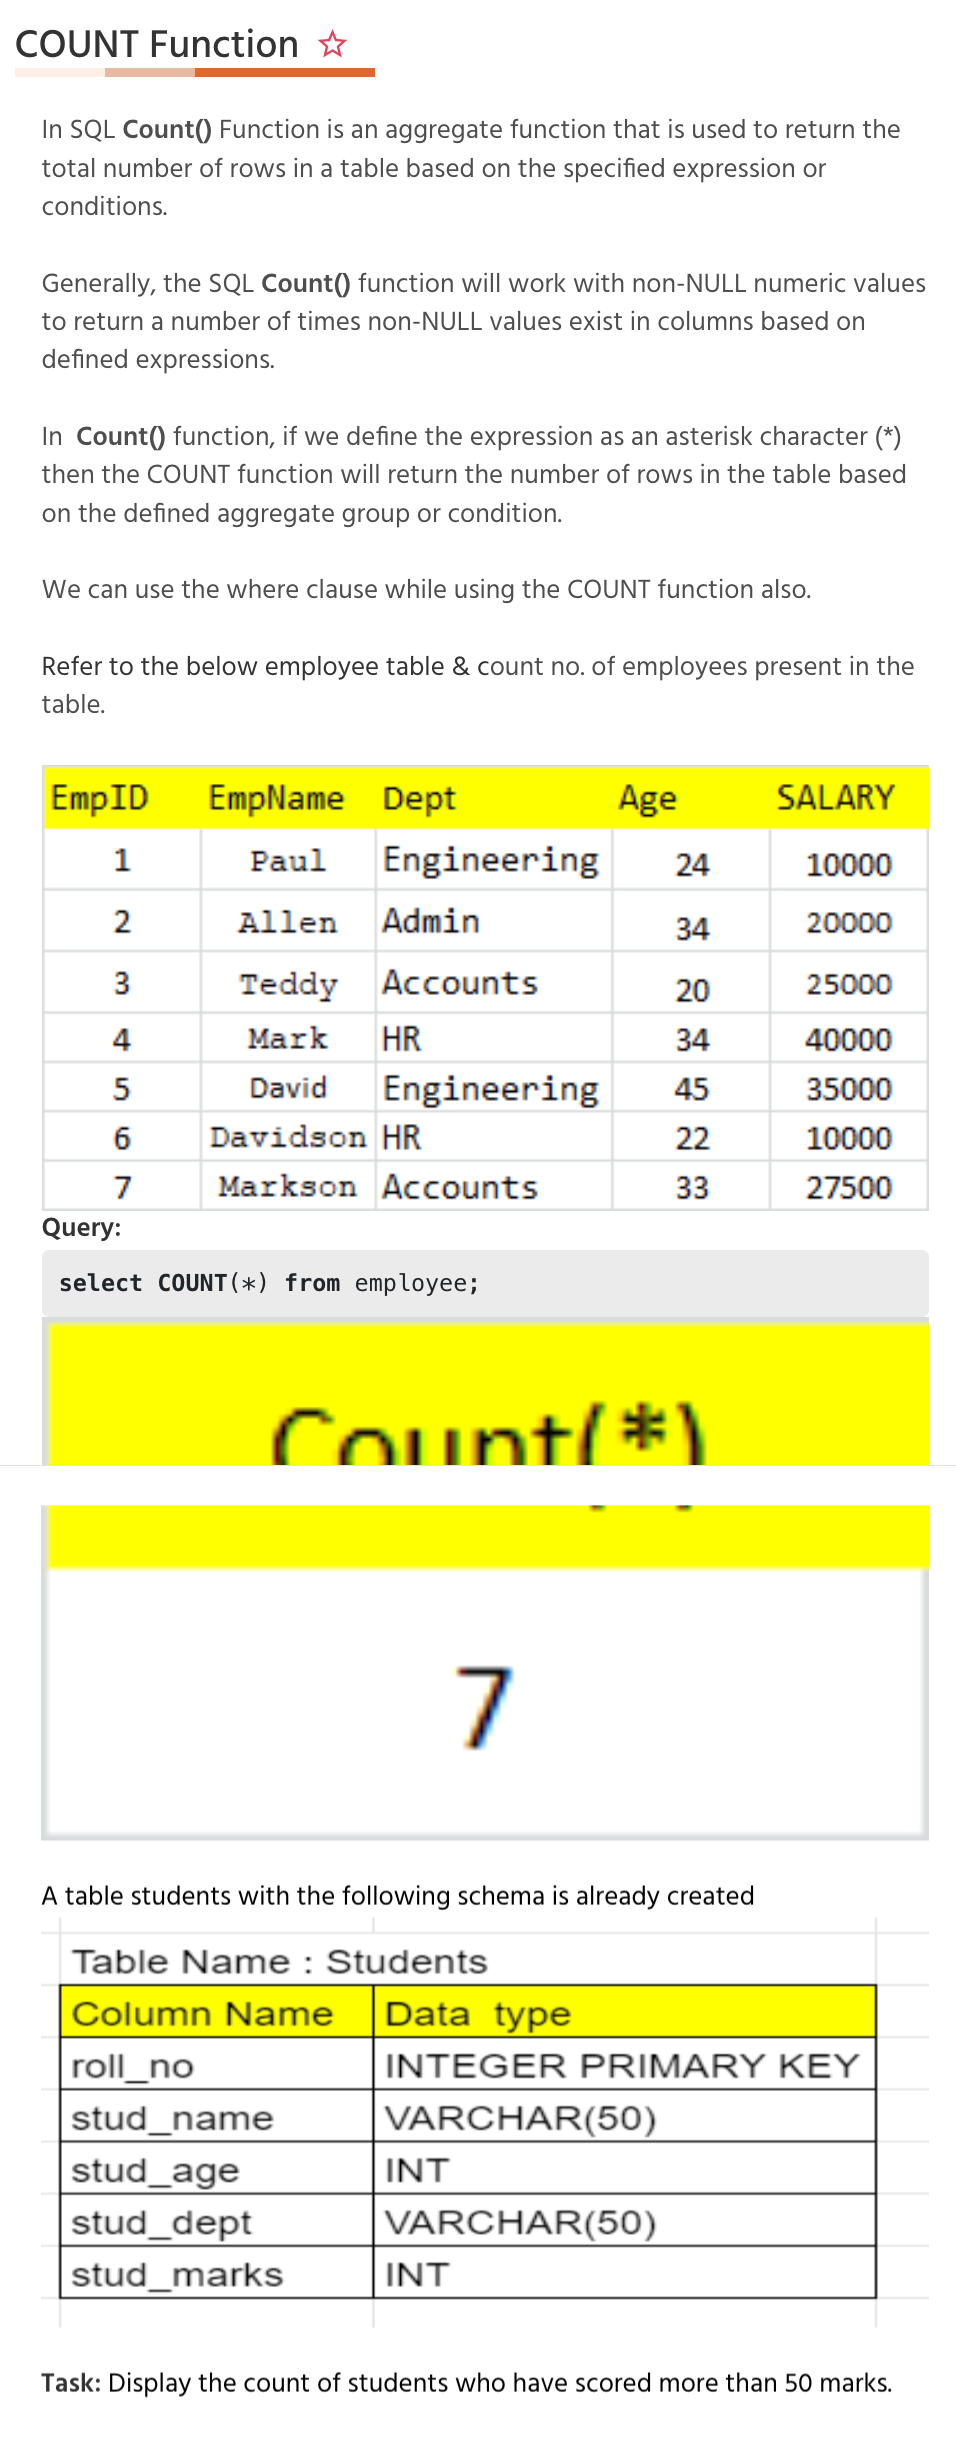 COUNT Function
In SQL Count() Function is an aggregate function that is used to return the
total number of rows in a table based on the specified expression or
conditions.
Generally, the SQL Count() function will work with non-NULL numeric values
to return a number of times non-NULL values exist in columns based on
defined expressions.
In  Count() function, if we define the expression as an asterisk character (*)
then the COUNT function will return the number of rows in the table based
on the defined aggregate group or condition.
We can use the where clause while using the COUNT function also.
Refer to the below employee table & count no. of employees present in the
table.
EmpID EmpName Dept Age SALARY
1 Paul Engineering 24 10000
2 Allen Admin 34 20000
3 Teddy Accounts 20 25000
4 Mark HR 34 40000
5 David Engineering 45 35000
6 Davidson HR 22 10000
7 Markson Accounts 33 27500
Query:
select COUNT(*) from employee;
Count(*)
7
A table students with the following schema is already created
Table Name : Students
Column Name Data type
roll_no INTEGER PRIMARY KEY
stud_name VARCHAR(50)
stud_age INT
stud_dept VARCHAR(50)
stud_marks INT
Task: Display the count of students who have scored more than 50 marks.